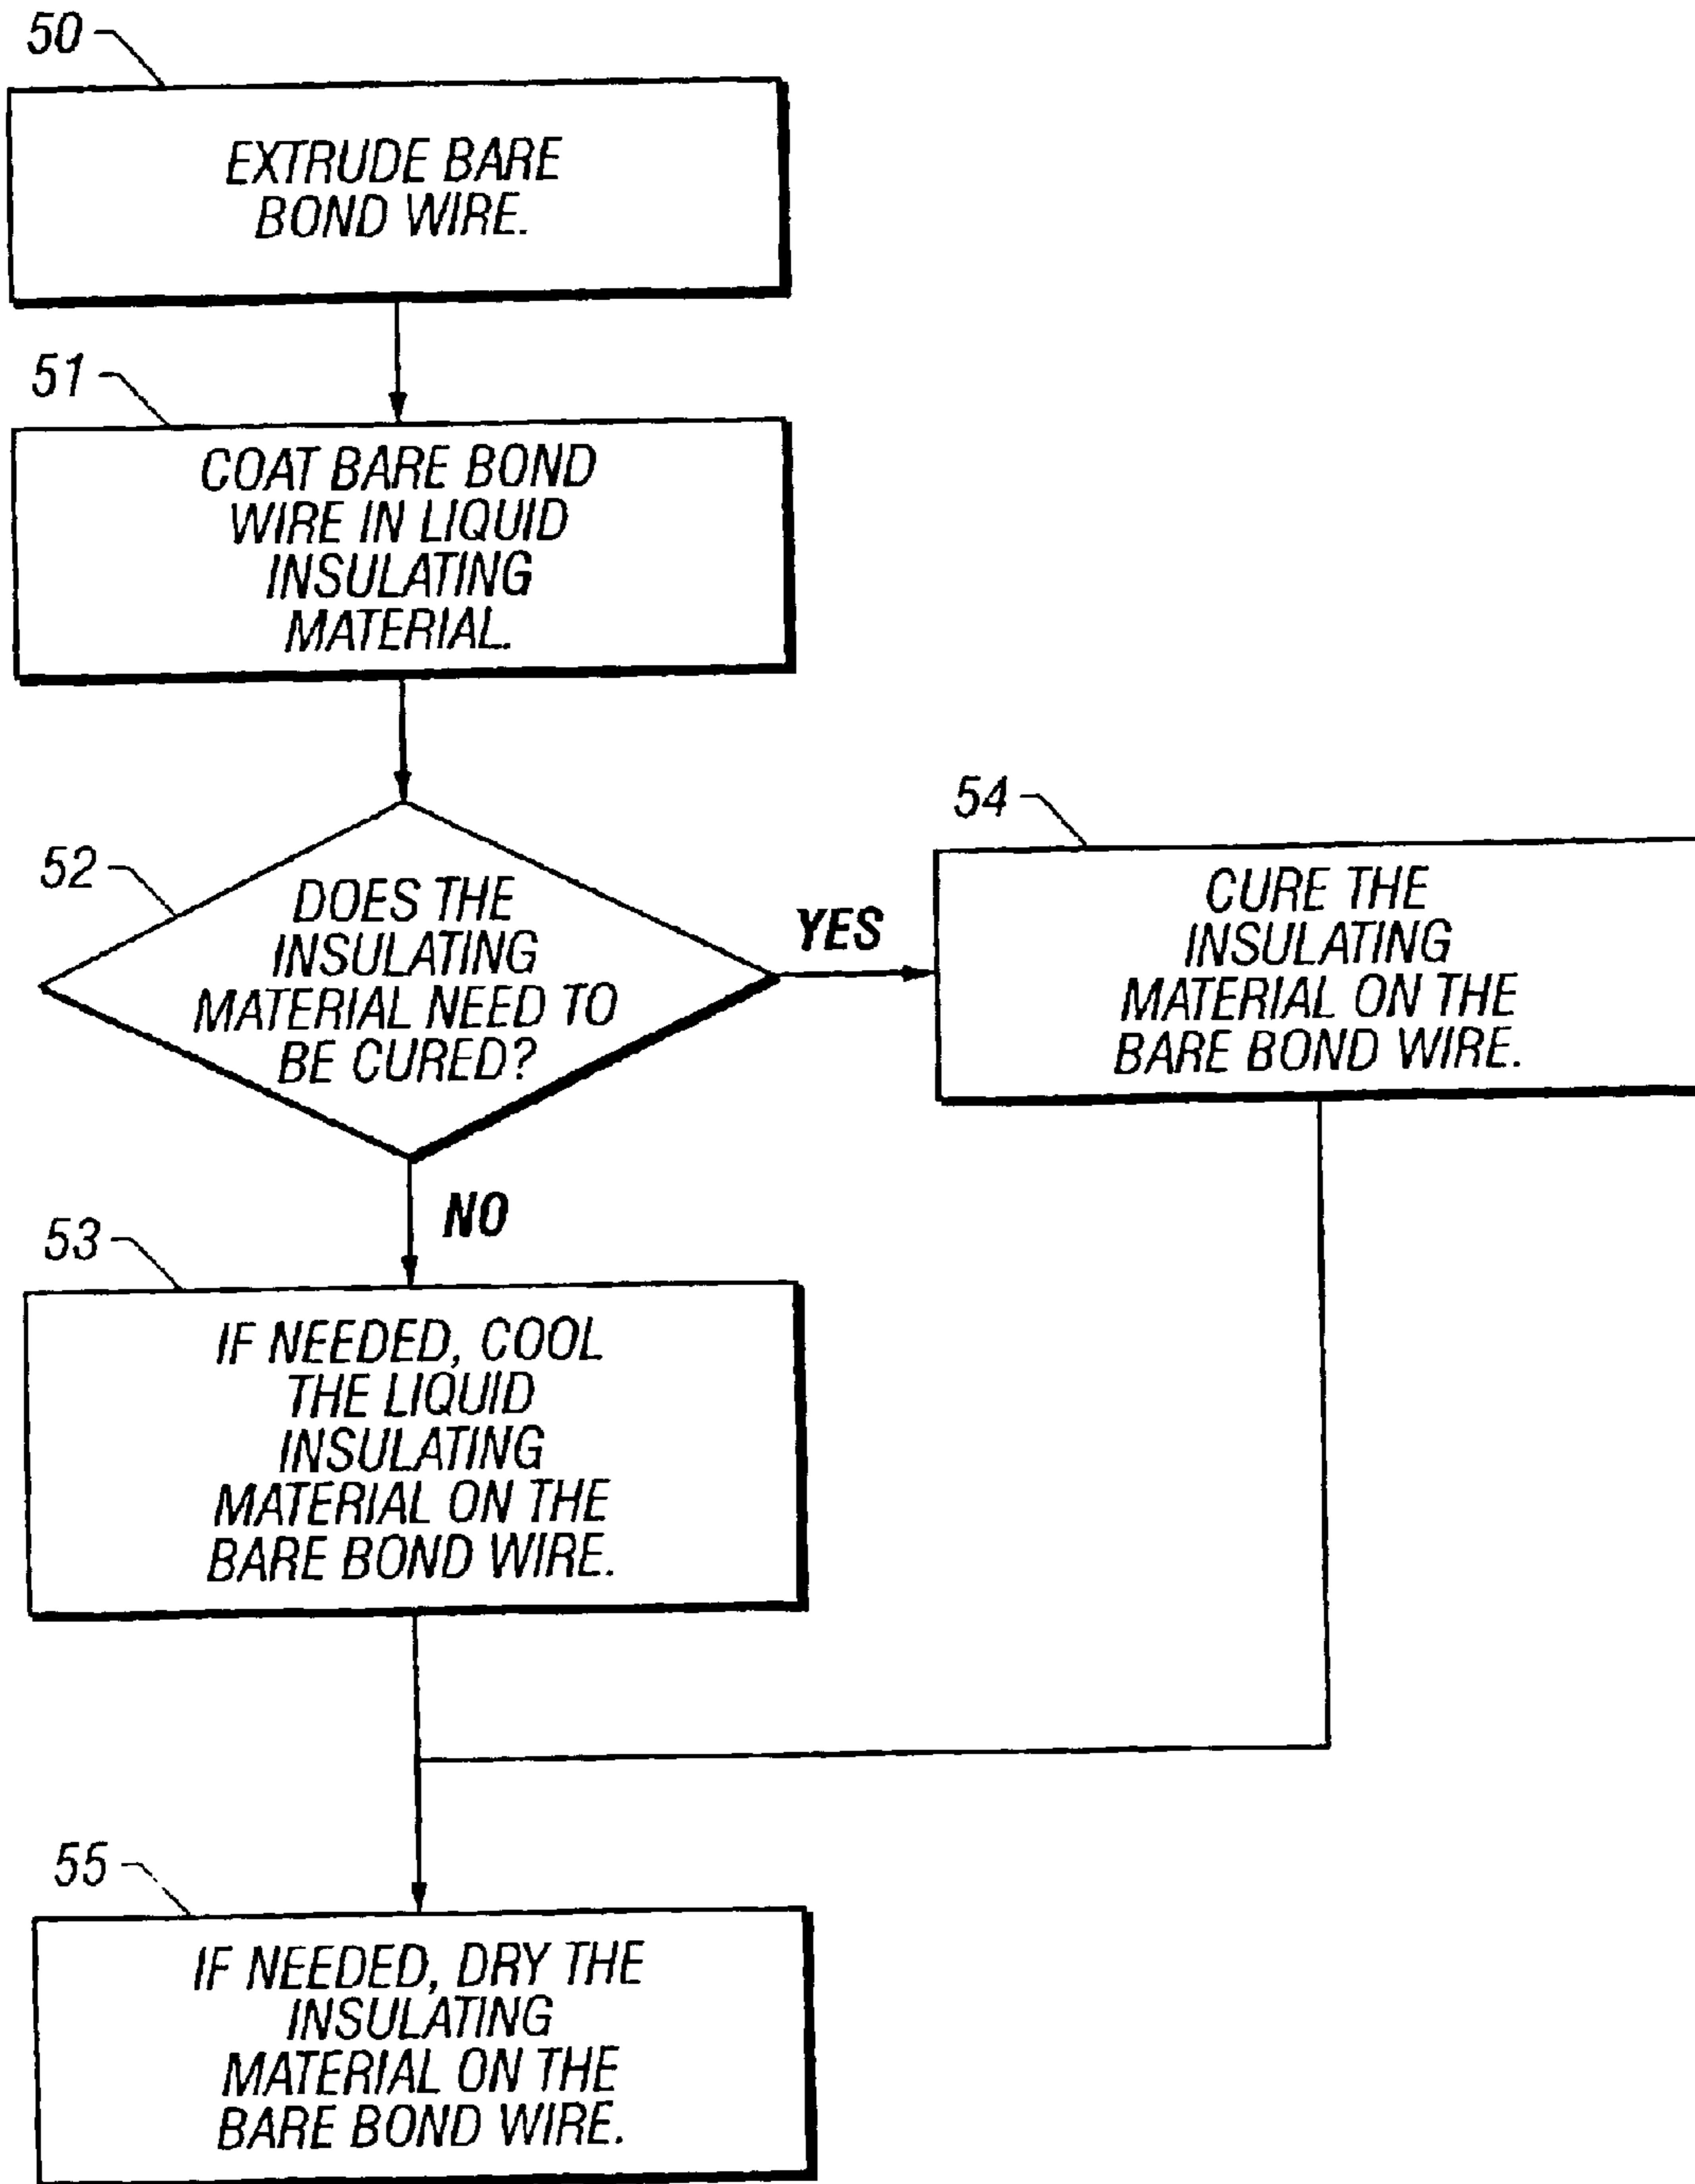 50
EXTRUDE BARE
BOND WIRE.
51
COAT BARE BOND
WIRE IN LIQUID
INSULATING
MATERIAL.
52
DOES THE
INSULATING
MATERIAL NEED TO
BE CURED?
YES
54
CURE THE
INSULATING
MATERIAL ON THE
BARE BOND WIRE.
NO
53
IF NEEDED, COOL
THE LIQUID
INSULATING
MATERIAL ON THE
BARE BOND WIRE.
55
IF NEEDED, DRY THE
INSULATING
MATERIAL ON THE
BARE BOND WIRE.